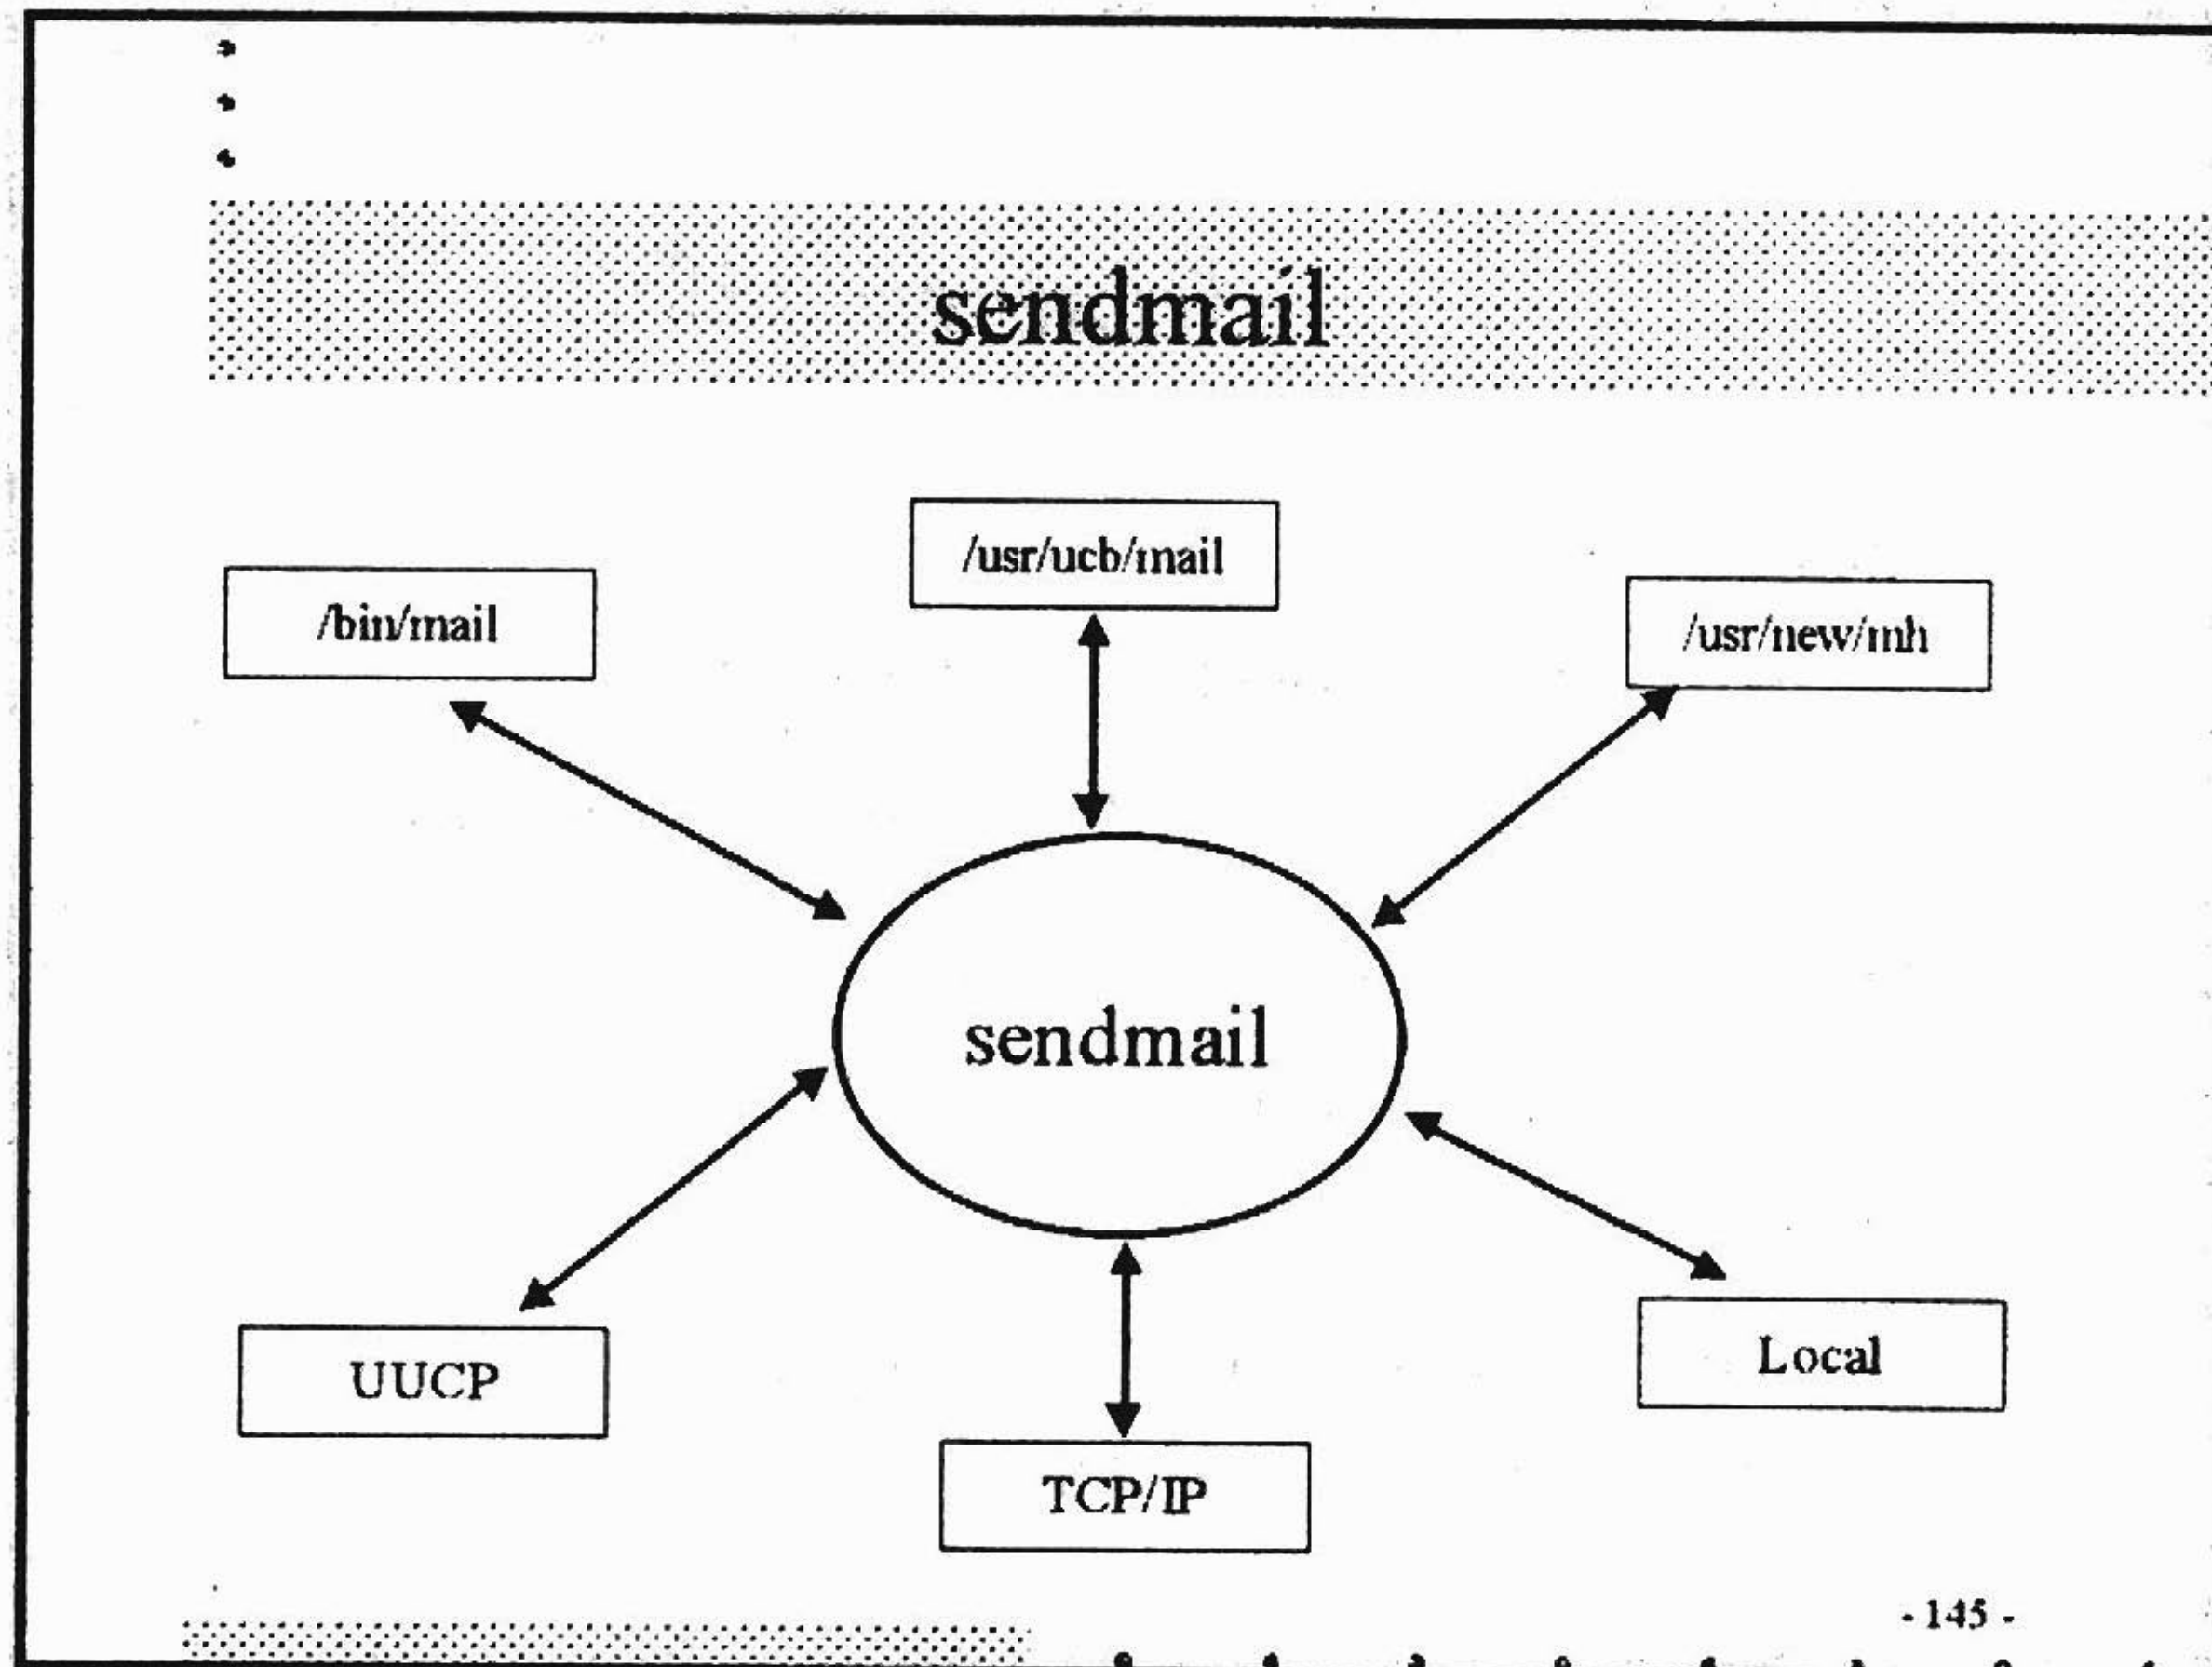 sendmail
/usr/ucb/mail
/bin/mail
/usr/new/mh
sendmail
UUCP
Local
TCP/IP
- 145 -